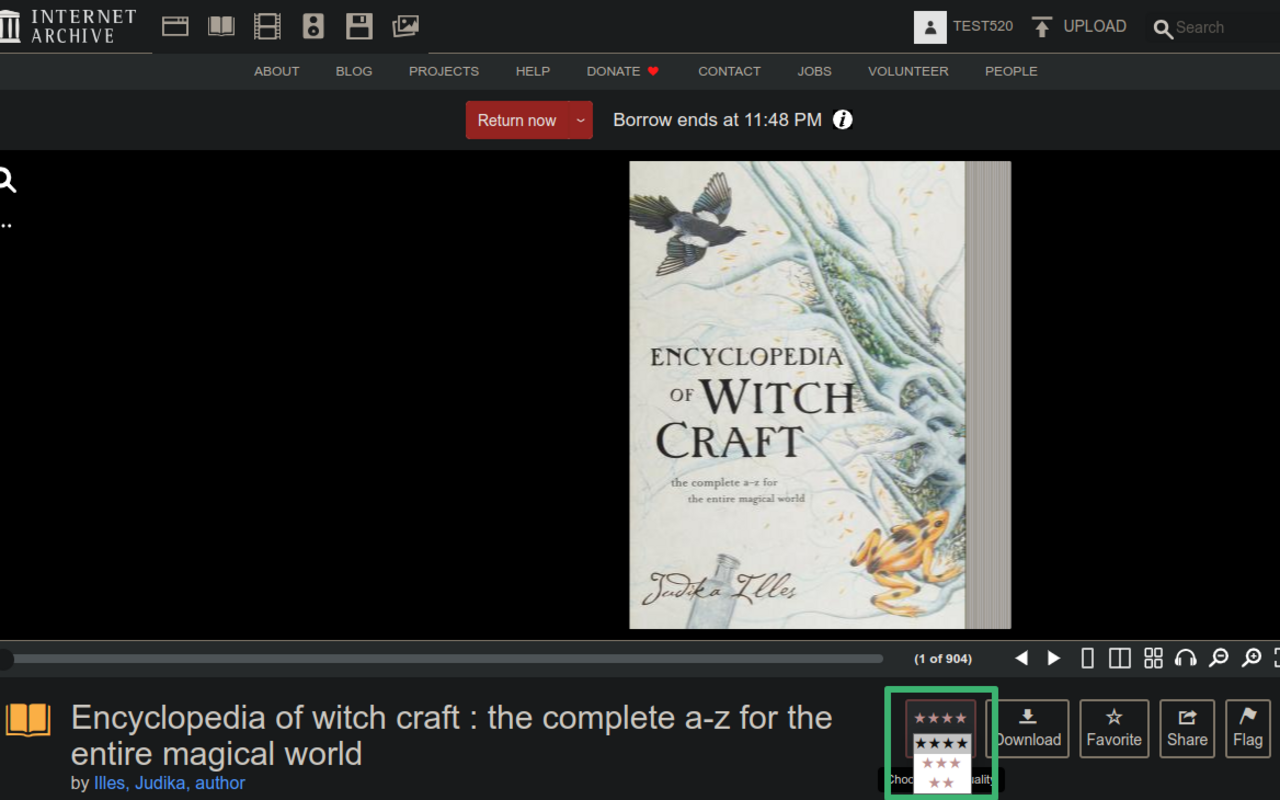 INTERNET
ARCHIVE
TEST520
UPLOAD
Search
ABOUT
BLOG
PROJECTS
HELP
DONATE
CONTACT
JOBS
VOLUNTEER
PEOPLE
Return now
Borrow ends at 11:48 PM
..
ENCYCLOPEDIA
OF WITCH
CRAFT
the complete a-z for
the entire magical world
Judika Illes
(1 of 904)
Encyclopedia of witch craft : the complete a-z for the
entire magical world
by Illes, Judika, author
★★★★
★★★★
★★★
★★
Download
Favorite
Share
Flag